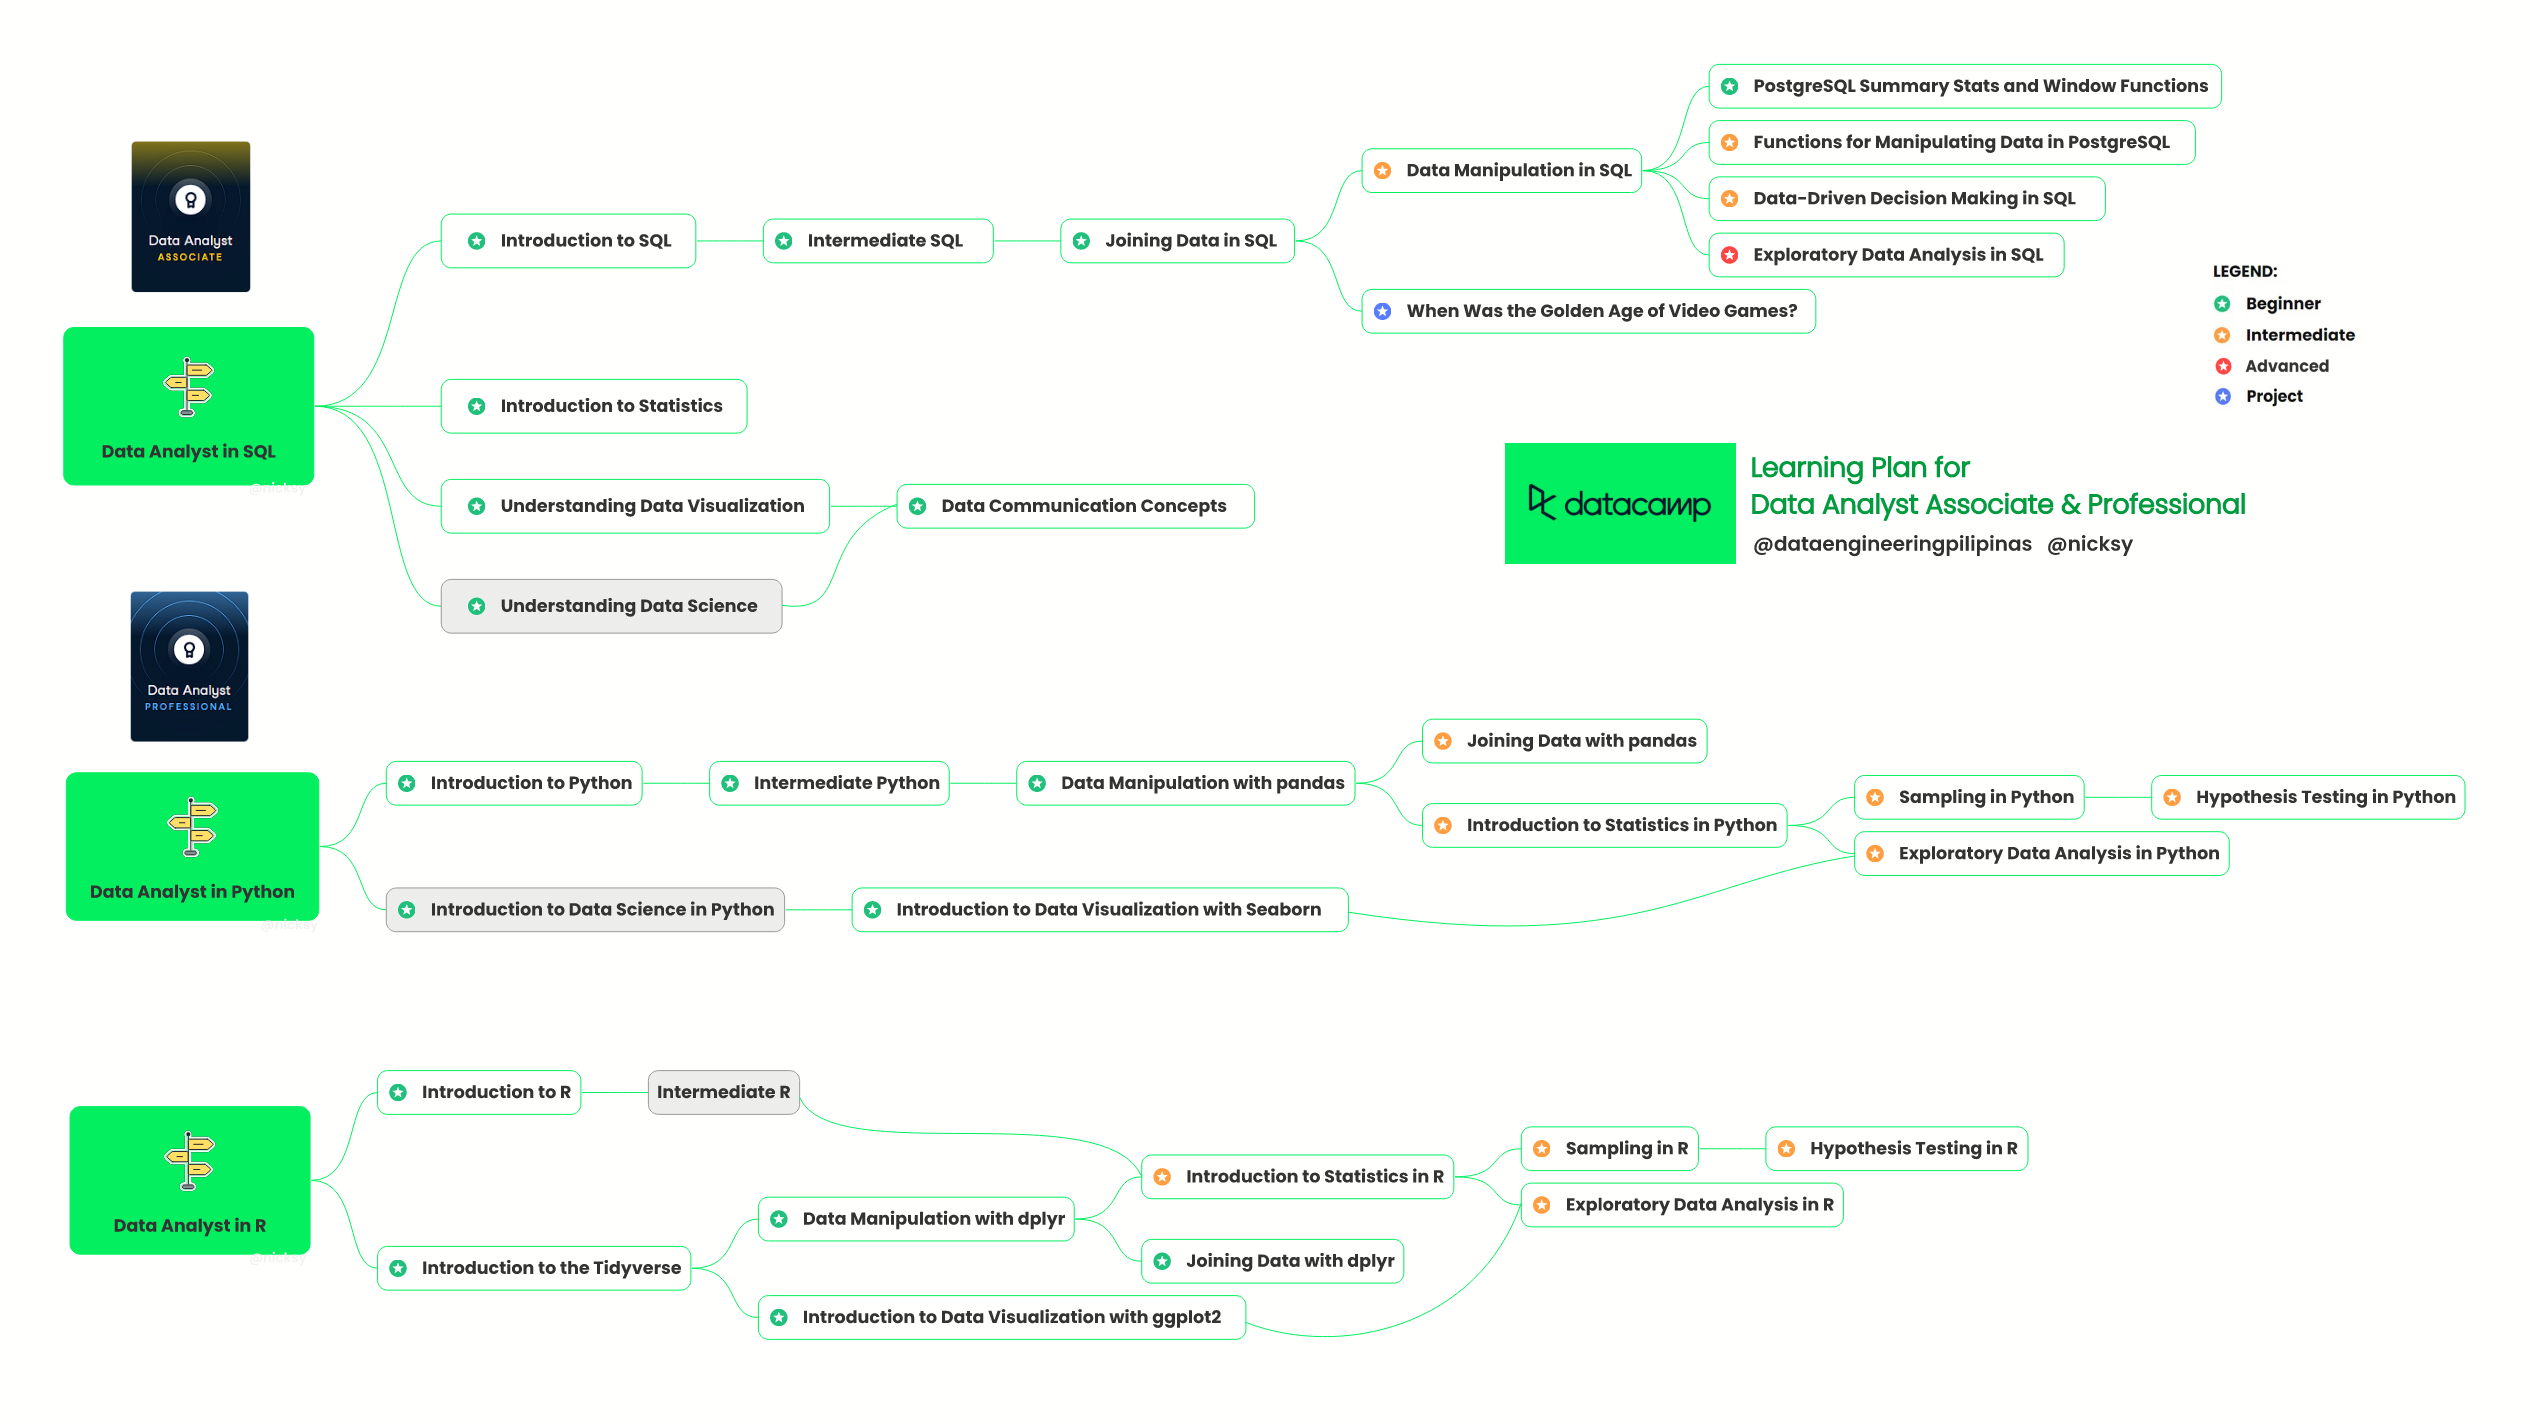 Data Analyst
ASSOCIATE
Data Analyst in SQL
@nicksy
Introduction to SQL
Intermediate SQL
Joining Data in SQL
Data Manipulation in SQL
PostgreSQL Summary Stats and Window Functions
Functions for Manipulating Data in PostgreSQL
Data-Driven Decision Making in SQL
Exploratory Data Analysis in SQL
When Was the Golden Age of Video Games?
Introduction to Statistics
Understanding Data Visualization
Data Communication Concepts
Understanding Data Science
LEGEND:
Beginner
Intermediate
Advanced
Project
datacamp
Learning Plan for
Data Analyst Associate & Professional
@dataengineeringpilipinas @nicksy
Data Analyst
PROFESSIONAL
Data Analyst in Python
@nicksy
Introduction to Python
Intermediate Python
Data Manipulation with pandas
Joining Data with pandas
Introduction to Statistics in Python
Sampling in Python
Hypothesis Testing in Python
Exploratory Data Analysis in Python
Introduction to Data Science in Python
Introduction to Data Visualization with Seaborn
Data Analyst in R
@nicksy
Introduction to R
Intermediate R
Introduction to Statistics in R
Sampling in R
Hypothesis Testing in R
Exploratory Data Analysis in R
Introduction to the Tidyverse
Data Manipulation with dplyr
Joining Data with dplyr
Introduction to Data Visualization with ggplot2